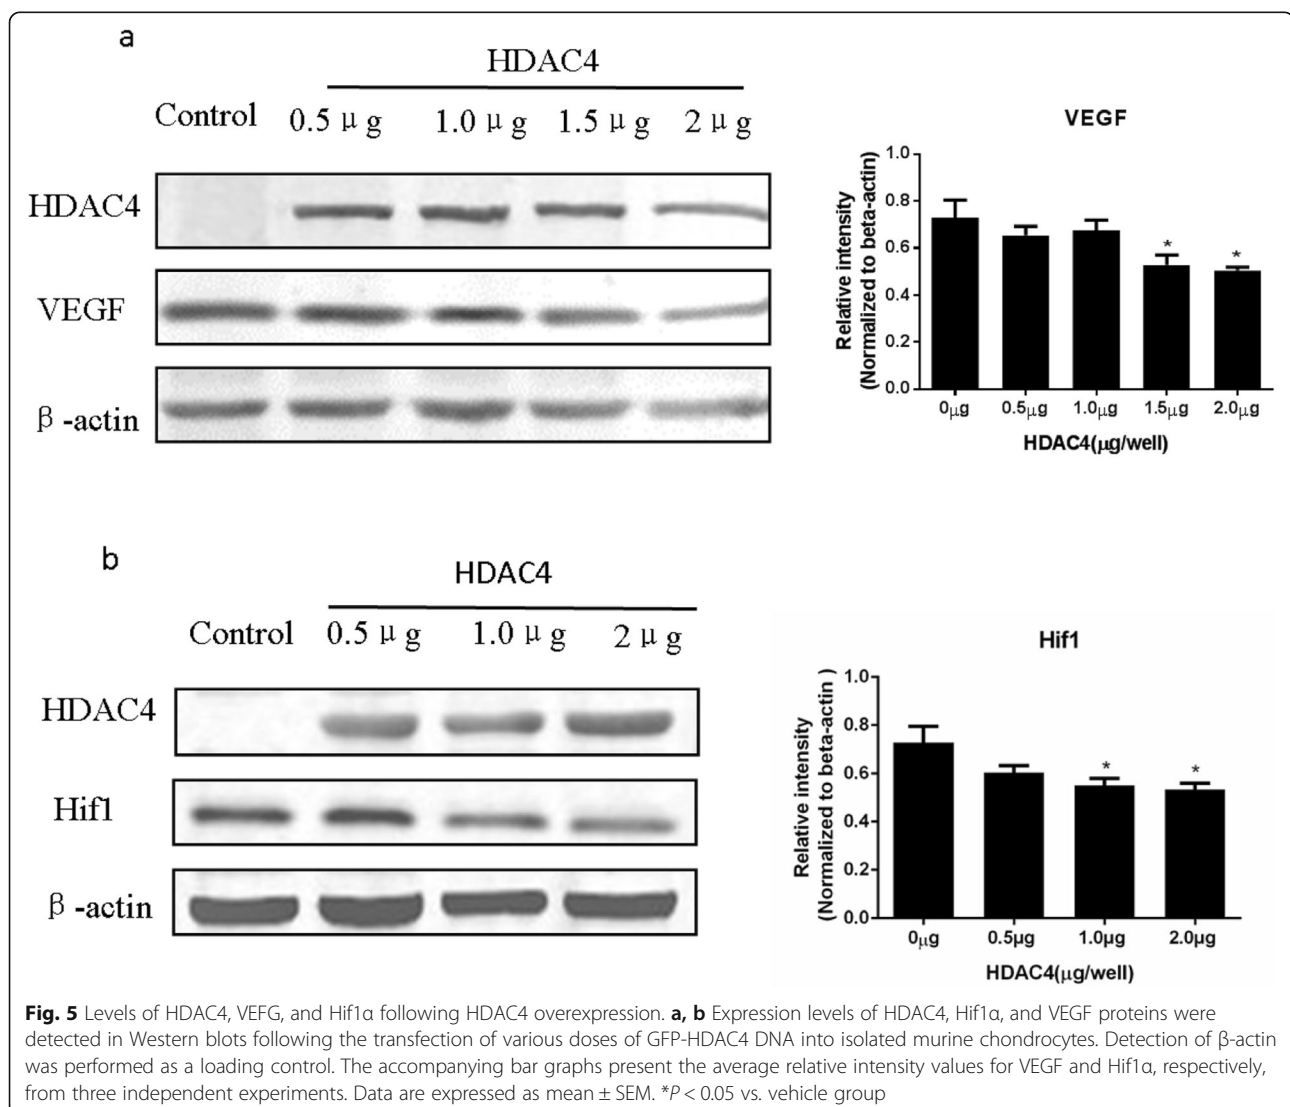 a
HDAC4
Control 0.5 μg 1.0 μg 1.5 μg 2 μg
HDAC4
VEGF
β-actin
VEGF
Relative intensity
(Normalized to beta-actin)
1.0
0.8
0.6
0.4
0.2
0.0
* *
0μg 0.5μg 1.0μg 1.5μg 2.0μg
HDAC4(μg/well)
b
HDAC4
Control 0.5 μg 1.0 μg 2 μg
HDAC4
Hif1
β-actin
Hif1
Relative intensity
(Normalized to beta-actin )
1.0
0.8
0.6
0.4
0.2
0.0
* *
0μg 0.5μg 1.0μg 2.0μg
HDAC4(μg/well)
Fig. 5 Levels of HDAC4, VEFG, and Hif1α following HDAC4 overexpression. a, b Expression levels of HDAC4, Hif1α, and VEGF proteins were
detected in Western blots following the transfection of various doses of GFP-HDAC4 DNA into isolated murine chondrocytes. Detection of β-actin
was performed as a loading control. The accompanying bar graphs present the average relative intensity values for VEGF and Hif1α, respectively,
from three independent experiments. Data are expressed as mean ± SEM. *P < 0.05 vs. vehicle group